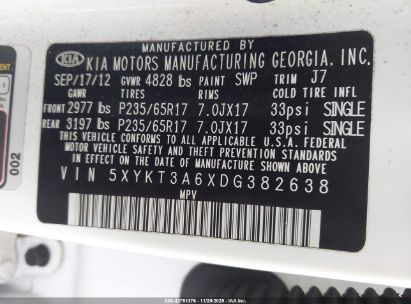 MANUFACTURED BY
KIA KIA MOTORS MANUFACTURING GEORGIA, INC.
SEP/17/12 GVWR 4828 lbs PAINT SWP TRIM J7
GAWR TIRES RIMS COLD TIRE INFL
FRONT 2977 lbs P235/65R17 7.0JX17 33psi SINGLE
REAR 3197 lbs P235/65R17 7.0JX17 33psi SINGLE
THIS VEHICLE CONFORMS TO ALL APPLICABLE U.S. FEDERAL
MOTOR VEHICLE SAFETY AND THEFT PREVENTION STANDARDS
IN EFFECT ON THE DATE OF MANUFACTURE SHOWN ABOVE.
VIN 5XYKT3A6XDG382638
MPV
002